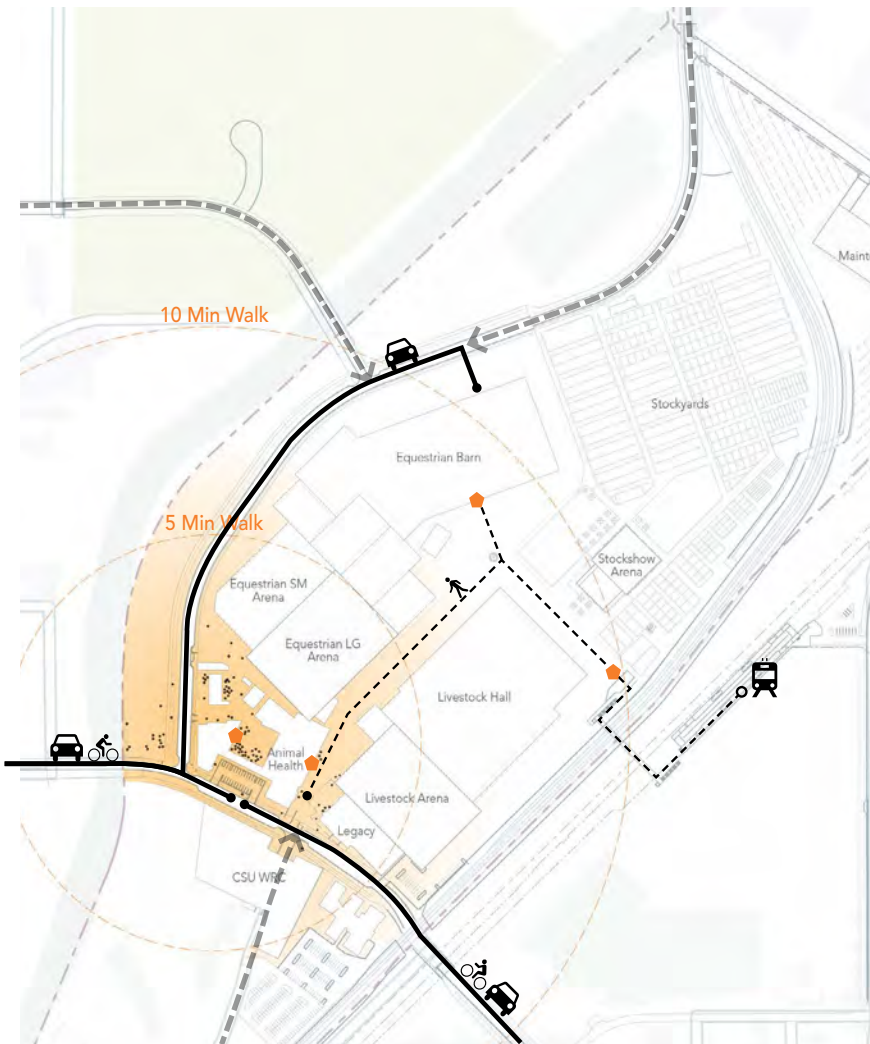 Mainte
10 Min Walk
Stockyards
Equestrian Barn
5 Min Walk
Stockshow
Arena
Equestrian SM
Arena
Equestrian LG
Arena
Livestock Hall
Animal
Health
Livestock Arena
Legacy
CSU WRC